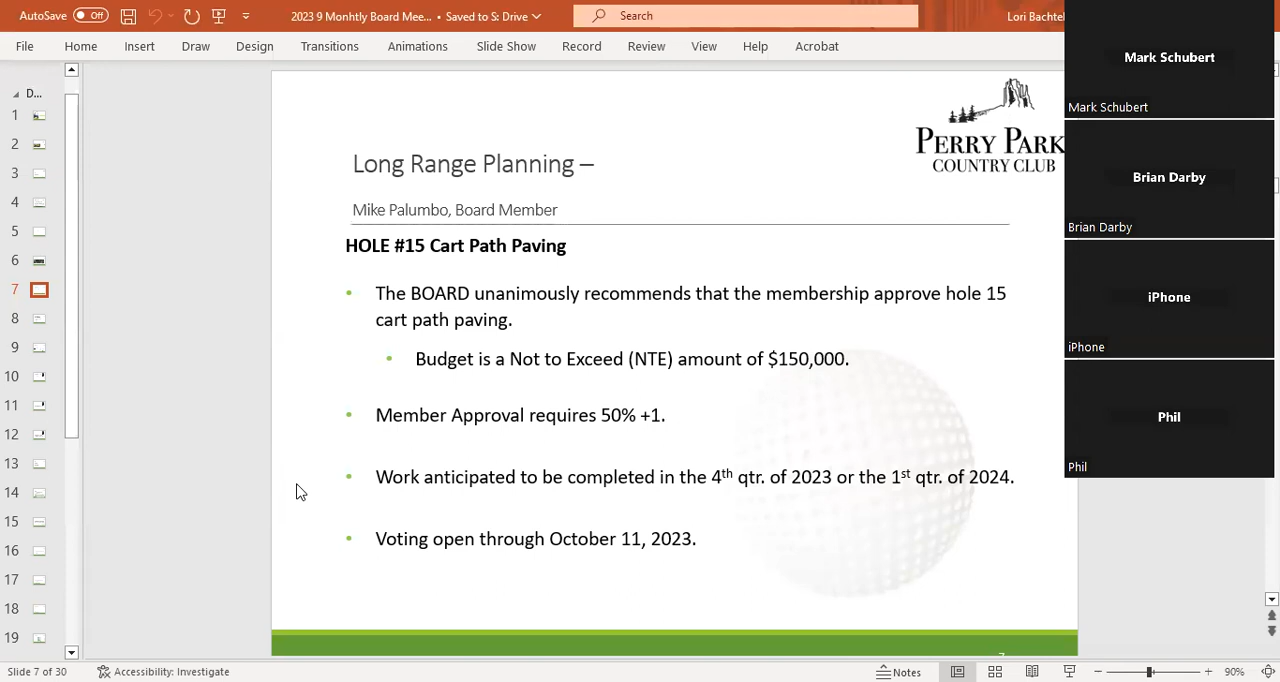 AutoSave Off 2023 9 Monhtly Board Mee... • Saved to S: Drive Search Lori Bachtel
File Home Insert Draw Design Transitions Animations Slide Show Record Review View Help Acrobat
D...
1
2
3
4
5
6
7
8
9
10
11
12
13
14
15
16
17
18
19
PERRY PARK
COUNTRY CLUB
Long Range Planning –
Mike Palumbo, Board Member
HOLE #15 Cart Path Paving
• The BOARD unanimously recommends that the membership approve hole 15
cart path paving.
• Budget is a Not to Exceed (NTE) amount of $150,000.
• Member Approval requires 50% +1.
• Work anticipated to be completed in the 4th qtr. of 2023 or the 1st qtr. of 2024.
• Voting open through October 11, 2023.
Mark Schubert
Mark Schubert
Brian Darby
Brian Darby
iPhone
iPhone
Phil
Phil
Slide 7 of 30 Accessibility: Investigate Notes 90%